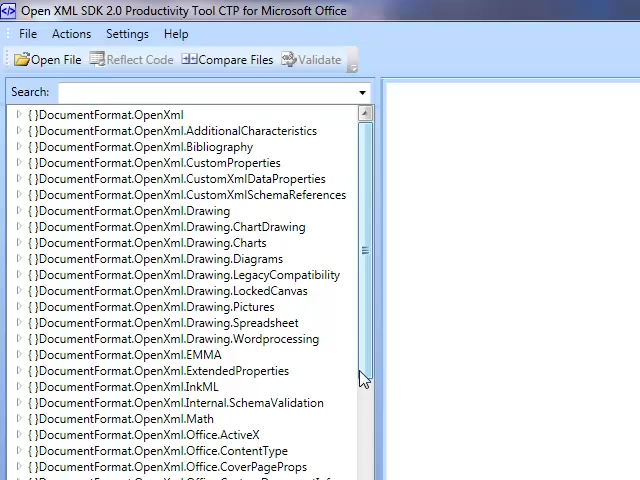 Open XML SDK 2.0 Productivity Tool CTP for Microsoft Office
File Actions Settings Help
Open File Reflect Code Compare Files Validate
Search:
{ }DocumentFormat.OpenXml
{ }DocumentFormat.OpenXml.AdditionalCharacteristics
{ }DocumentFormat.OpenXml.Bibliography
{ }DocumentFormat.OpenXml.CustomProperties
{ }DocumentFormat.OpenXml.CustomXmlDataProperties
{ }DocumentFormat.OpenXml.CustomXmlSchemaReferences
{ }DocumentFormat.OpenXml.Drawing
{ }DocumentFormat.OpenXml.Drawing.ChartDrawing
{ }DocumentFormat.OpenXml.Drawing.Charts
{ }DocumentFormat.OpenXml.Drawing.Diagrams
{ }DocumentFormat.OpenXml.Drawing.LegacyCompatibility
{ }DocumentFormat.OpenXml.Drawing.LockedCanvas
{ }DocumentFormat.OpenXml.Drawing.Pictures
{ }DocumentFormat.OpenXml.Drawing.Spreadsheet
{ }DocumentFormat.OpenXml.Drawing.Wordprocessing
{ }DocumentFormat.OpenXml.EMMA
{ }DocumentFormat.OpenXml.ExtendedProperties
{ }DocumentFormat.OpenXml.InkML
{ }DocumentFormat.OpenXml.Internal.SchemaValidation
{ }DocumentFormat.OpenXml.Math
{ }DocumentFormat.OpenXml.Office.ActiveX
{ }DocumentFormat.OpenXml.Office.ContentType
{ }DocumentFormat.OpenXml.Office.CoverPageProps